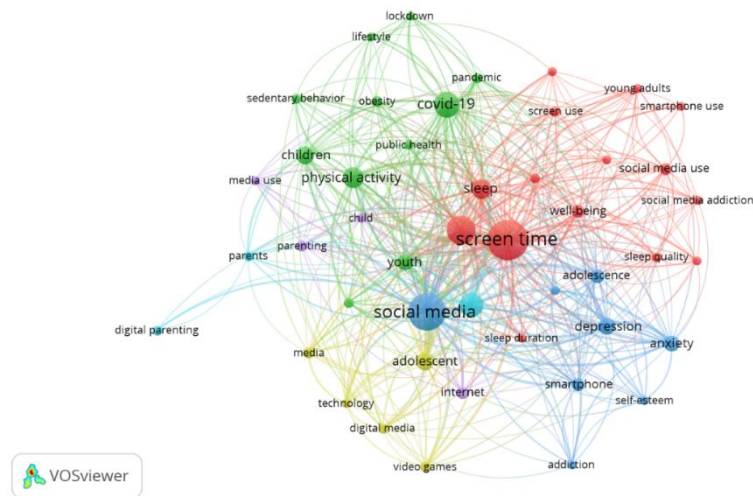 lockdown
lifestyle
pandemic
sedentary behavior
obesity
covid-19
screen use
young adults
smartphone use
public health
children
media use
physical activity
sleep
social media use
child
well-being
social media addiction
parenting
parents
screen time
youth
sleep quality
adolescence
social media
digital parenting
depression
sleep duration
anxiety
media
adolescent
smartphone
internet
self-esteem
technology
digital media
video games
addiction
VOSviewer